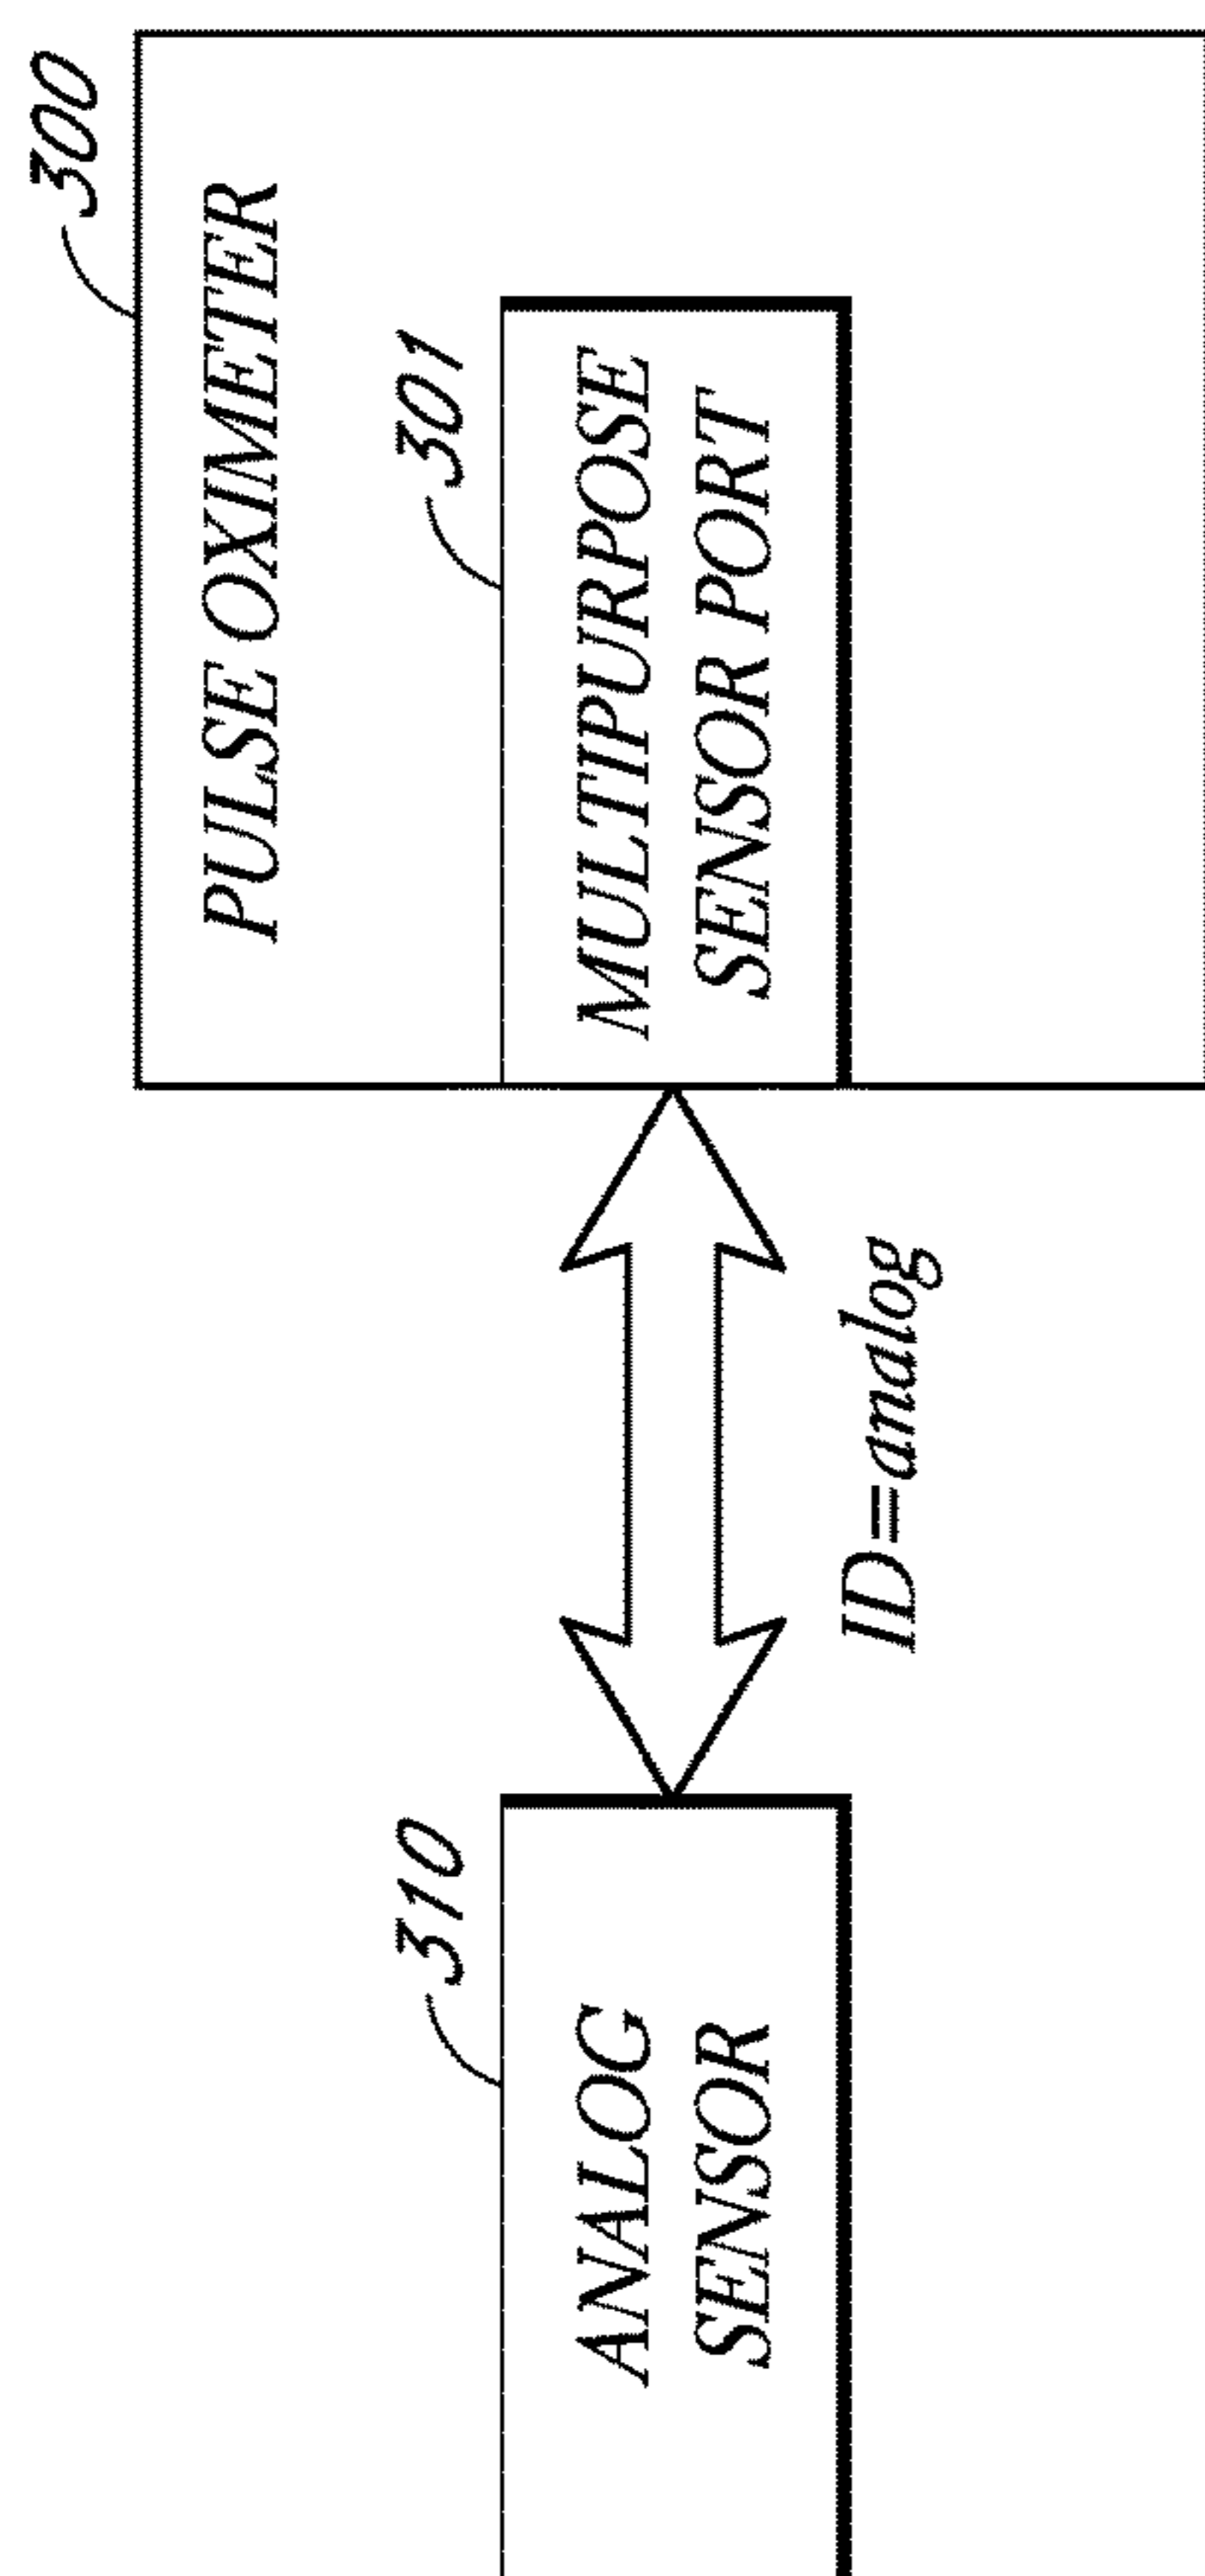 300
PULSE OXIMETER
301
MULTIPURPOSE
SENSOR PORT
310
ANALOG
SENSOR
ID=analog